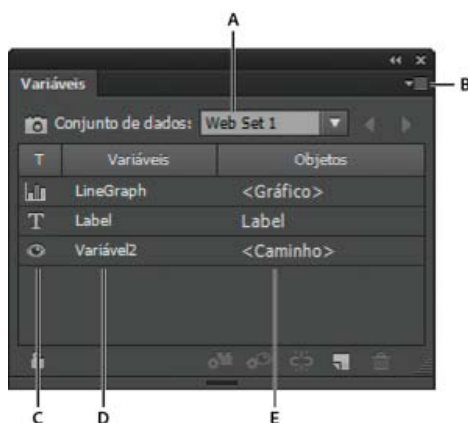 A
Variáveis
B
Conjunto de dados: Web Set 1
T Variáveis Objetos
LineGraph <Gráfico>
T Label Label
Variável2 <Caminho>
C D E